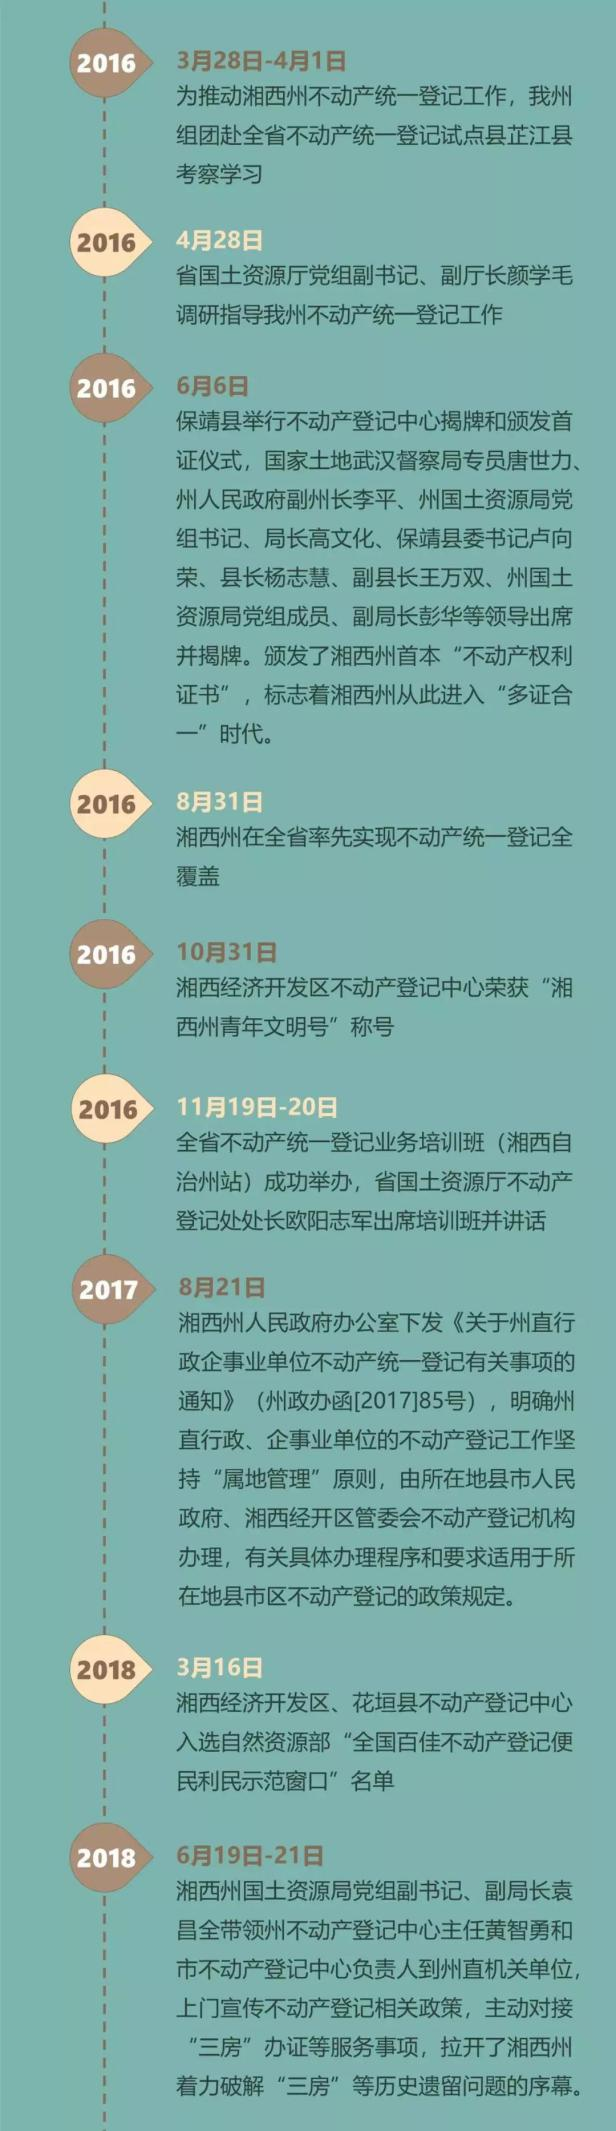 2016
3月28日-4月1日
为推动湘西州不动产统一登记工作，我州
组团赴全省不动产统一登记试点县芷江县
考察学习
2016
4月28日
省国土资源厅党组副书记、副厅长颜学毛
调研指导我州不动产统一登记工作
2016
6月6日
保靖县举行不动产登记中心揭牌和颁发首
证仪式，国家土地武汉督察局专员唐世力、
州人民政府副州长李平、州国土资源局党
组书记、局长高文化、保靖县委书记卢向
荣、县长杨志慧、副县长王万双、州国土
资源局党组成员、副局长彭华等领导出席
并揭牌。颁发了湘西州首本“不动产权利
证书”，标志着湘西州从此进入“多证合
一”时代。
2016
8月31日
湘西州在全省率先实现不动产统一登记全
覆盖
2016
10月31日
湘西经济开发区不动产登记中心荣获“湘
西州青年文明号”称号
2016
11月19日-20日
全省不动产统一登记业务培训班（湘西自
治州站）成功举办，省国土资源厅不动产
登记处处长欧阳志军出席培训班并讲话
2017
8月21日
湘西州人民政府办公室下发《关于州直行
政企事业单位不动产统一登记有关事项的
通知》（州政办函[2017]85号），明确州
直行政、企事业单位的不动产登记工作坚
持“属地管理”原则，由所在地县市人民
政府、湘西经开区管委会不动产登记机构
办理，有关具体办理程序和要求适用于所
在地县市区不动产登记的政策规定。
2018
3月16日
湘西经济开发区、花垣县不动产登记中心
入选自然资源部“全国百佳不动产登记便
民利民示范窗口”名单
2018
6月19日-21日
湘西州国土资源局党组副书记、副局长袁
昌全带领州不动产登记中心主任黄智勇和
市不动产登记中心负责人到州直机关单位，
上门宣传不动产登记相关政策，主动对接
“三房”办证等服务事项，拉开了湘西州
着力破解“三房”等历史遗留问题的序幕。